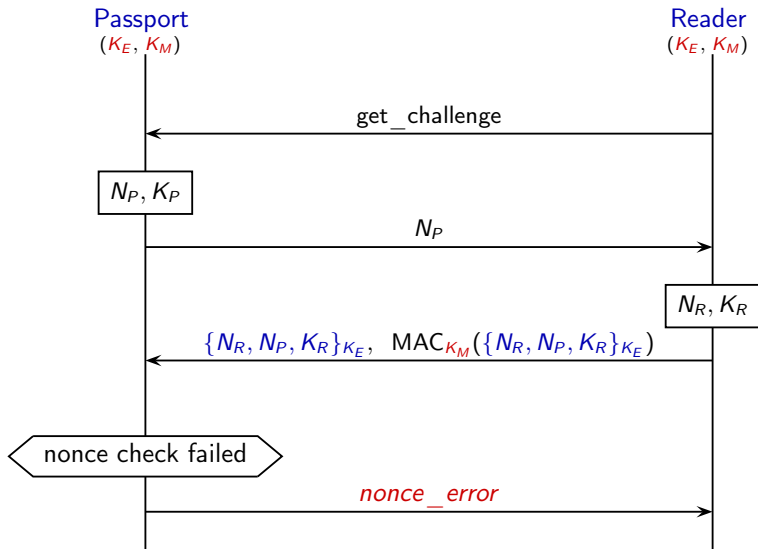 Passport Reader
(K_E, K_M) (K_E, K_M)
get_challenge
N_P, K_P
N_P
N_R, K_R
{N_R, N_P, K_R}_{K_E}, MAC_{K_M}({N_R, N_P, K_R}_{K_E})
nonce check failed
nonce_error